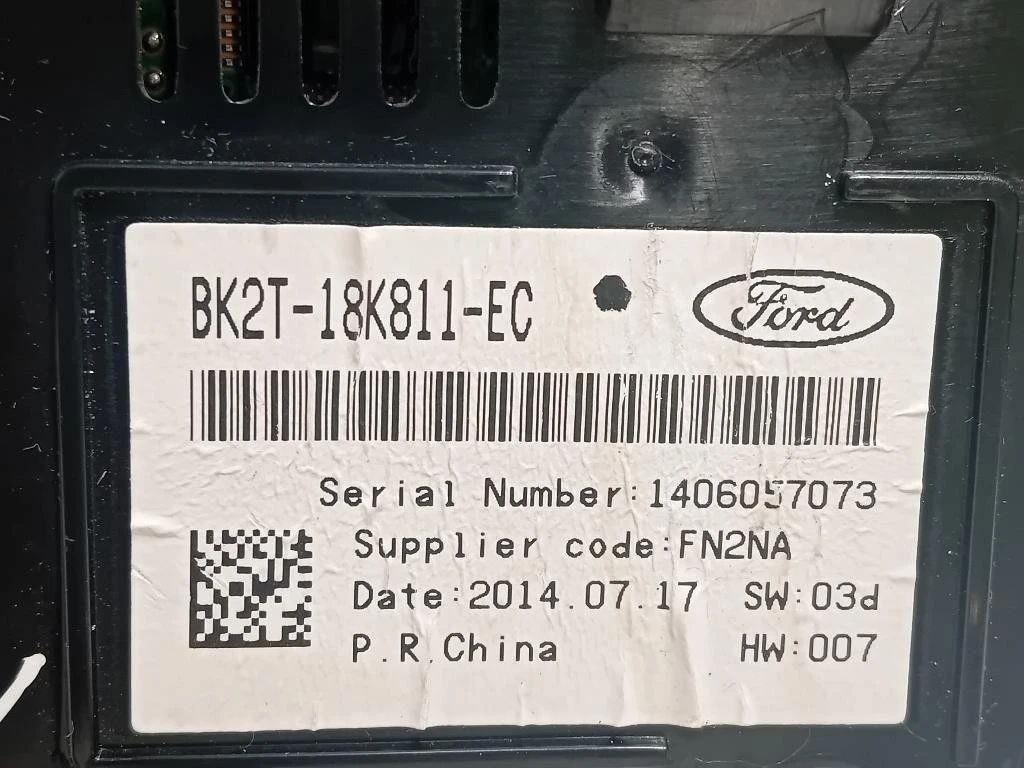 BK2T-18K811-EC
Ford
Serial Number:1406057073
Supplier code:FN2NA
Date:2014.07.17 SW:03d
P.R.China HW:007